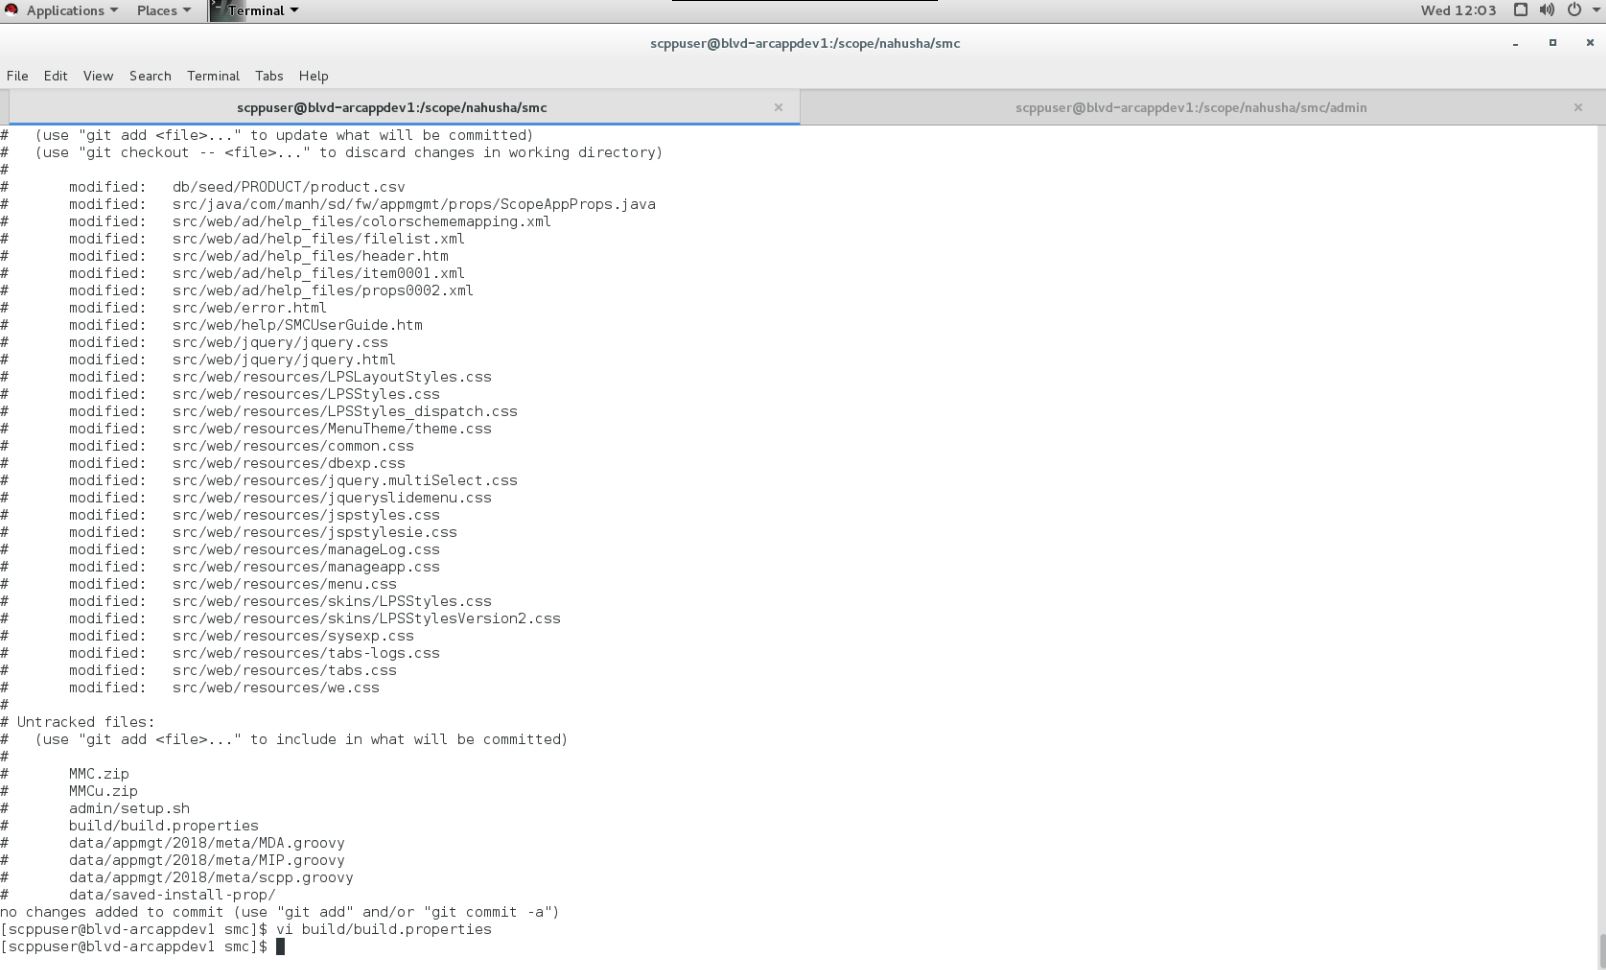 Applications Places Terminal Wed 12:03
scppuser@blvd-arcappdev1:/scope/nahusha/smc
File Edit View Search Terminal Tabs Help
scppuser@blvd-arcappdev1:/scope/nahusha/smc × scppuser@blvd-arcappdev1:/scope/nahusha/smc/admin ×
#   (use "git add <file>..." to update what will be committed)
#   (use "git checkout -- <file>..." to discard changes in working directory)
#
#       modified:   db/seed/PRODUCT/product.csv
#       modified:   src/java/com/manh/sd/fw/appmgmt/props/ScopeAppProps.java
#       modified:   src/web/ad/help_files/colorschememapping.xml
#       modified:   src/web/ad/help_files/filelist.xml
#       modified:   src/web/ad/help_files/header.htm
#       modified:   src/web/ad/help_files/item0001.xml
#       modified:   src/web/ad/help_files/props0002.xml
#       modified:   src/web/error.html
#       modified:   src/web/help/SMCUserGuide.htm
#       modified:   src/web/jquery/jquery.css
#       modified:   src/web/jquery/jquery.html
#       modified:   src/web/resources/LPSLayoutStyles.css
#       modified:   src/web/resources/LPSStyles.css
#       modified:   src/web/resources/LPSStyles_dispatch.css
#       modified:   src/web/resources/MenuTheme/theme.css
#       modified:   src/web/resources/common.css
#       modified:   src/web/resources/dbexp.css
#       modified:   src/web/resources/jquery.multiSelect.css
#       modified:   src/web/resources/jqueryslidemenu.css
#       modified:   src/web/resources/jspstyles.css
#       modified:   src/web/resources/jspstylesie.css
#       modified:   src/web/resources/manageLog.css
#       modified:   src/web/resources/manageapp.css
#       modified:   src/web/resources/menu.css
#       modified:   src/web/resources/skins/LPSStyles.css
#       modified:   src/web/resources/skins/LPSStylesVersion2.css
#       modified:   src/web/resources/sysexp.css
#       modified:   src/web/resources/tabs-logs.css
#       modified:   src/web/resources/tabs.css
#       modified:   src/web/resources/we.css
#
# Untracked files:
#   (use "git add <file>..." to include in what will be committed)
#
#       MMC.zip
#       MMCu.zip
#       admin/setup.sh
#       build/build.properties
#       data/appmgt/2018/meta/MDA.groovy
#       data/appmgt/2018/meta/MIP.groovy
#       data/appmgt/2018/meta/scpp.groovy
#       data/saved-install-prop/
no changes added to commit (use "git add" and/or "git commit -a")
[scppuser@blvd-arcappdev1 smc]$ vi build/build.properties
[scppuser@blvd-arcappdev1 smc]$